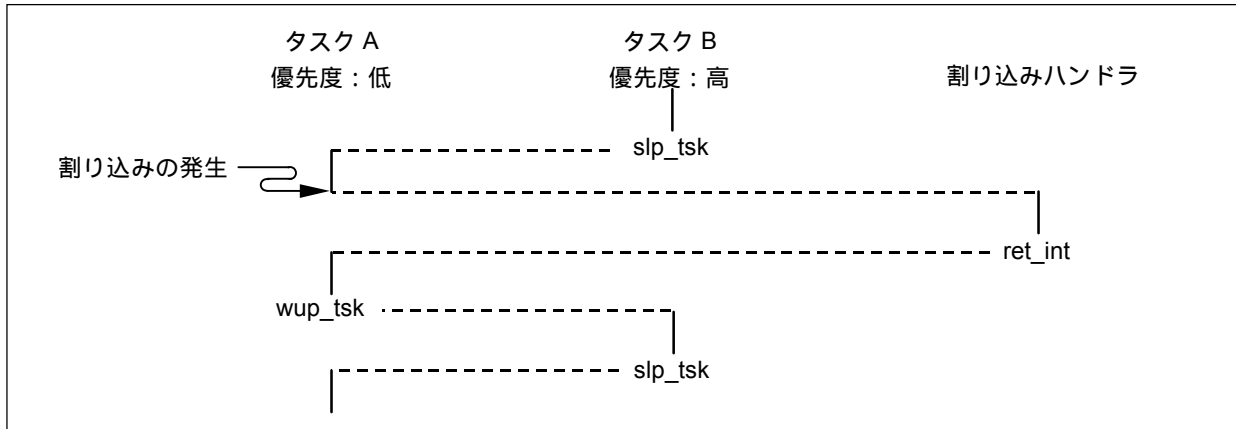 タスク A
優先度：低
タスク B
優先度：高
割り込みハンドラ
slp_tsk
割り込みの発生
ret_int
wup_tsk
slp_tsk